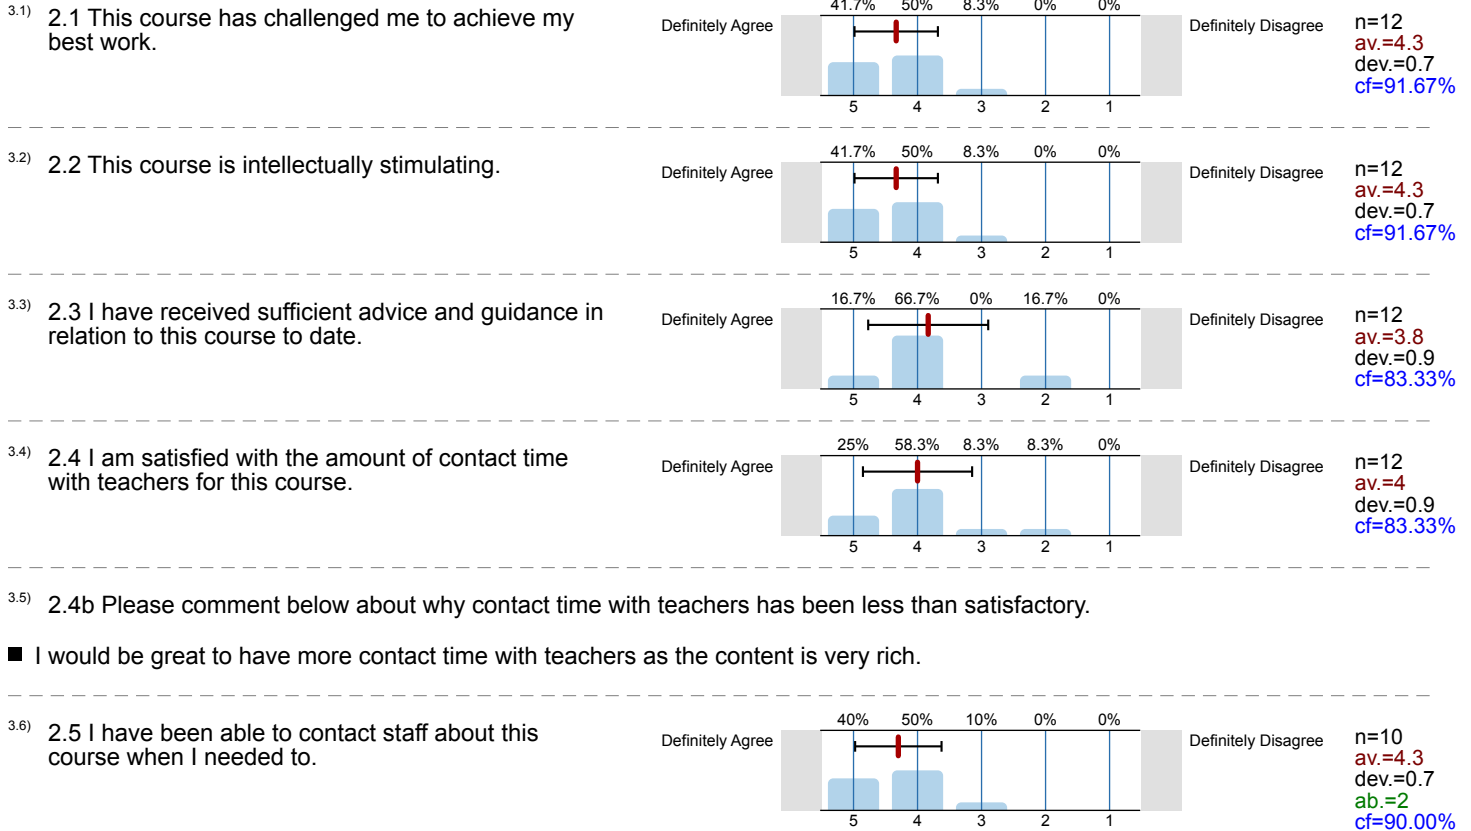 3.1) 2.1 This course has challenged me to achieve my
best work.
Definitely Agree
41.7% 50% 8.3% 0% 0%
5 4 3 2 1
Definitely Disagree
n=12
av.=4.3
dev.=0.7
cf=91.67%
3.2) 2.2 This course is intellectually stimulating.
Definitely Agree
41.7% 50% 8.3% 0% 0%
5 4 3 2 1
Definitely Disagree
n=12
av.=4.3
dev.=0.7
cf=91.67%
3.3) 2.3 I have received sufficient advice and guidance in
relation to this course to date.
Definitely Agree
16.7% 66.7% 0% 16.7% 0%
5 4 3 2 1
Definitely Disagree
n=12
av.=3.8
dev.=0.9
cf=83.33%
3.4) 2.4 I am satisfied with the amount of contact time
with teachers for this course.
Definitely Agree
25% 58.3% 8.3% 8.3% 0%
5 4 3 2 1
Definitely Disagree
n=12
av.=4
dev.=0.9
cf=83.33%
3.5) 2.4b Please comment below about why contact time with teachers has been less than satisfactory.
I would be great to have more contact time with teachers as the content is very rich.
3.6) 2.5 I have been able to contact staff about this
course when I needed to.
Definitely Agree
40% 50% 10% 0% 0%
5 4 3 2 1
Definitely Disagree
n=10
av.=4.3
dev.=0.7
ab.=2
cf=90.00%